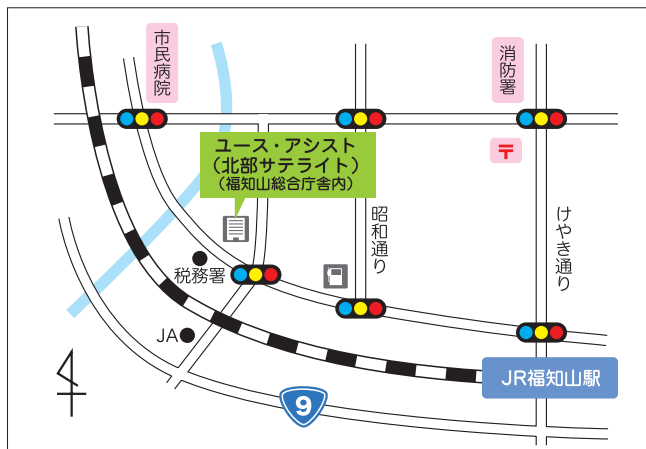 市民病院
消防署
ユース・アシスト
（北部サテライト）
（福知山総合庁舎内）
〒
昭和通り
けやき通り
税務署
JA
JR福知山駅
9